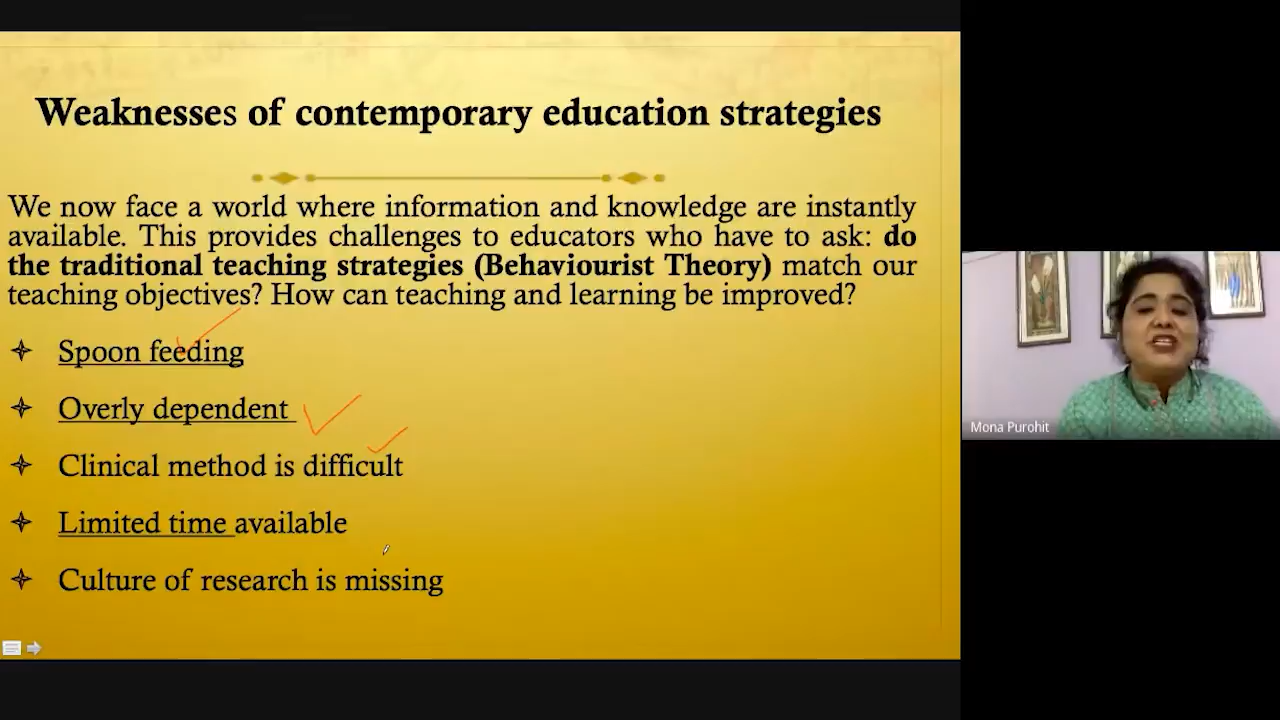 Weaknesses of contemporary education strategies
We now face a world where information and knowledge are instantly
available. This provides challenges to educators who have to ask: do
the traditional teaching strategies (Behaviourist Theory) match our
teaching objectives? How can teaching and learning be improved?
Spoon feeding
Overly dependent
Clinical method is difficult
Limited time available
Culture of research is missing
Mona Purohit